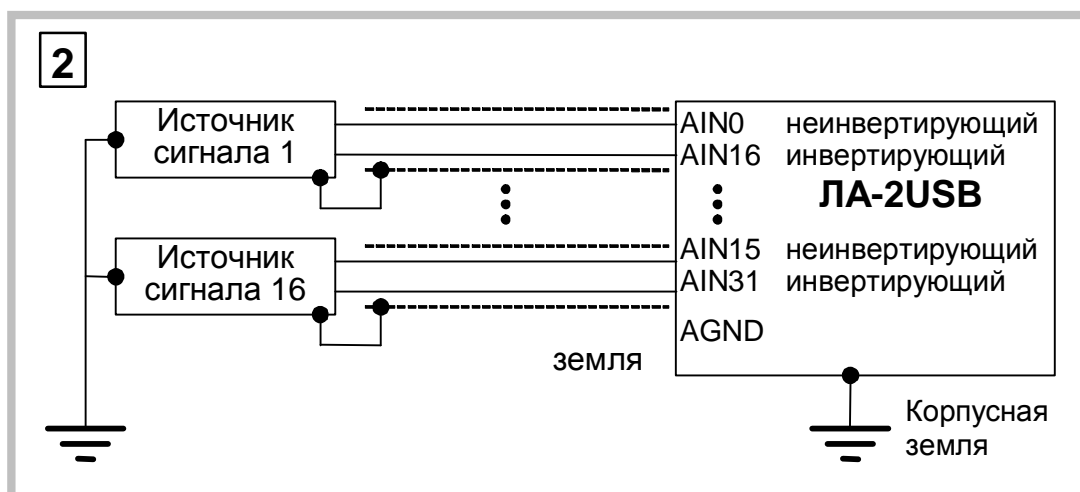 2
Источник
сигнала 1
AIN0 неинвертирующий
AIN16 инвертирующий
ЛА-2USB
Источник
сигнала 16
AIN15 неинвертирующий
AIN31 инвертирующий
AGND
земля
Корпусная
земля